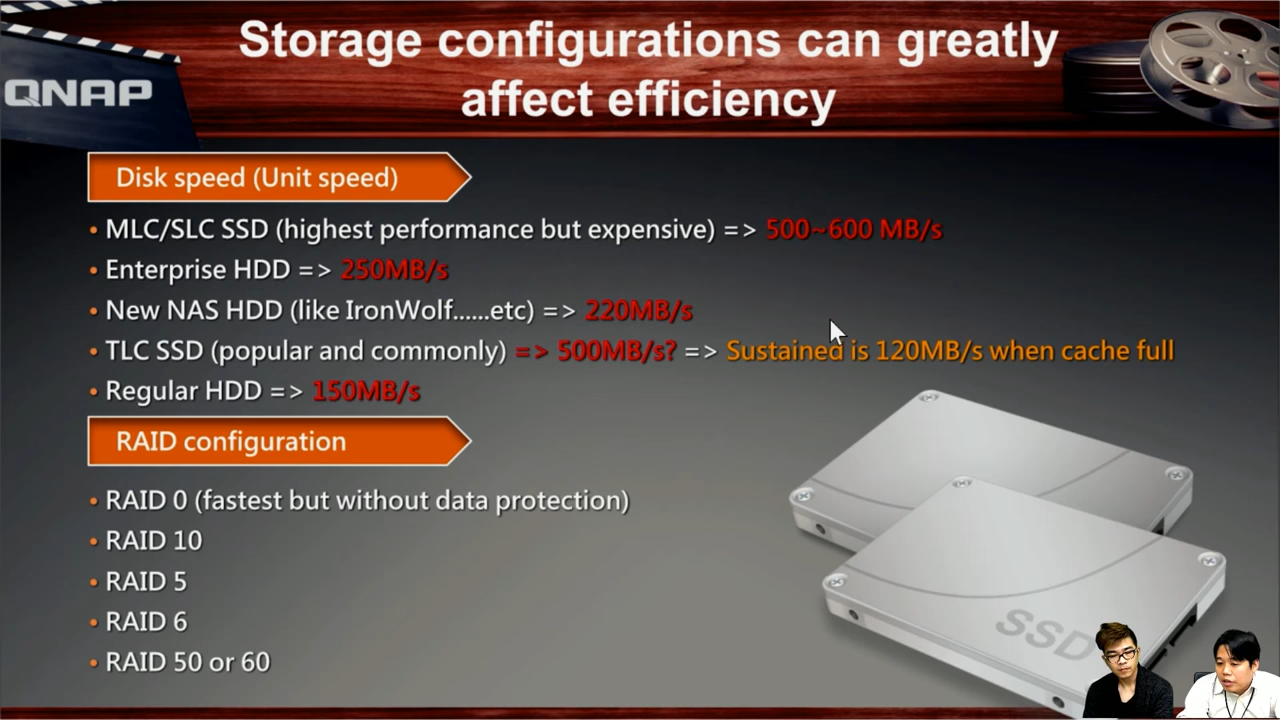 Storage configurations can greatly
affect efficiency
QNAP
Disk speed (Unit speed)
• MLC/SLC SSD (highest performance but expensive) => 500~600 MB/s
• Enterprise HDD => 250MB/s
• New NAS HDD (like IronWolf......etc) => 220MB/s
• TLC SSD (popular and commonly) => 500MB/s? => Sustained is 120MB/s when cache full
• Regular HDD => 150MB/s
RAID configuration
• RAID 0 (fastest but without data protection)
• RAID 10
• RAID 5
• RAID 6
• RAID 50 or 60
SSD